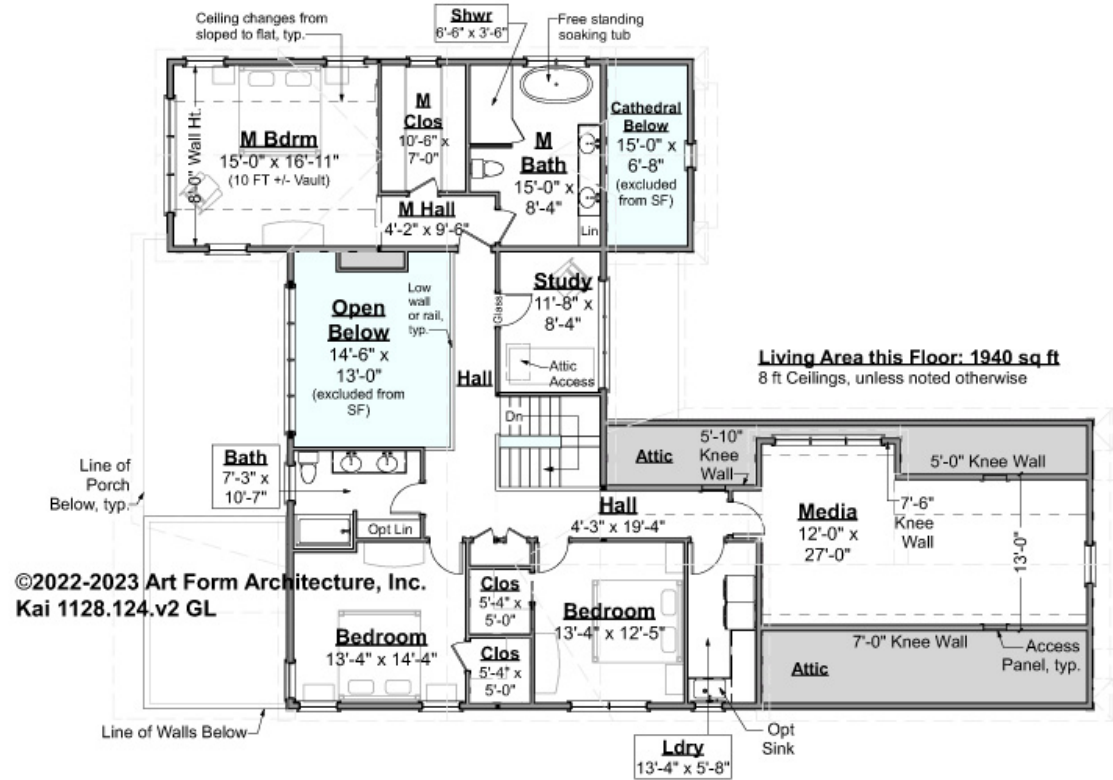 Ceiling changes from
sloped to flat, typ.
Shwr
6'-6" x 3'-6"
Free standing
soaking tub
8'-0" Wall Ht.
M Bdrm
15'-0" x 16'-11"
(10 FT +/- Vault)
M
Clos
10'-6" x
7'-0"
M
Bath
15'-0" x
8'-4"
Lin
Cathedral
Below
15'-0" x
6'-8"
(excluded
from SF)
M Hall
4'-2" x 9'-6"
Open
Below
14'-6" x
13'-0"
(excluded from
SF)
Low
wall
or rail,
typ.
Glass
Study
11'-8" x
8'-4"
Attic
Access
Hall
Dn
Living Area this Floor: 1940 sq ft
8 ft Ceilings, unless noted otherwise
Line of
Porch
Below, typ.
Bath
7'-3" x
10'-7"
Opt Lin
Attic
5'-10"
Knee
Wall
5'-0" Knee Wall
Hall
4'-3" x 19'-4"
Media
12'-0" x
27'-0"
7'-6"
Knee
Wall
13'-0"
©2022-2023 Art Form Architecture, Inc.
Kai 1128.124.v2 GL
Bedroom
13'-4" x 14'-4"
Clos
5'-4" x
5'-0"
Clos
5'-4" x
5'-0"
Bedroom
13'-4" x 12'-5"
7'-0" Knee Wall
Attic
Access
Panel, typ.
Line of Walls Below
Ldry
13'-4" x 5'-8"
Opt
Sink